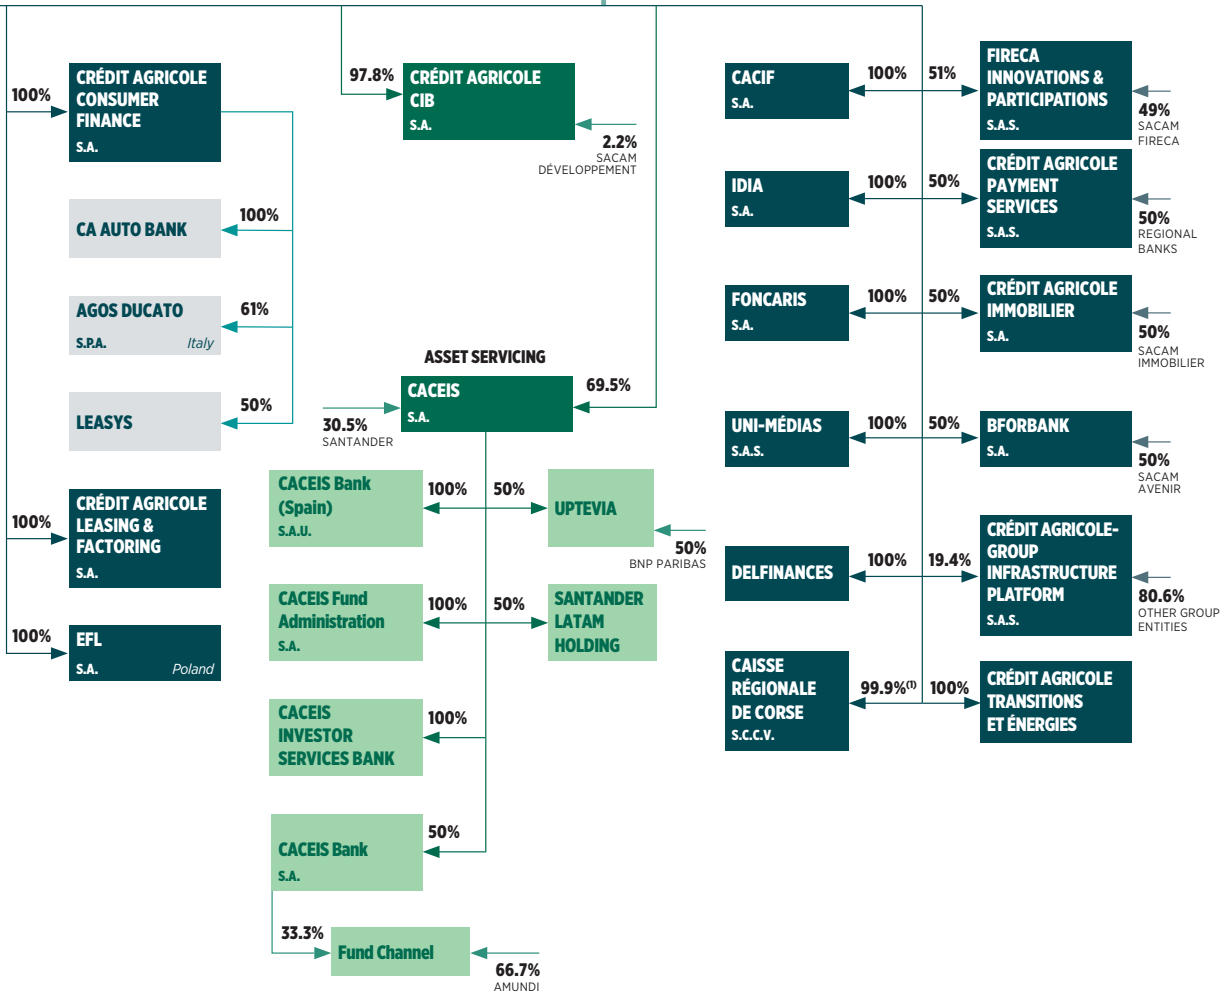 100%
CRÉDIT AGRICOLE
CONSUMER
FINANCE
S.A.
100%
CA AUTO BANK
61%
AGOS DUCATO
S.P.A. Italy
50%
LEASYS
100%
CRÉDIT AGRICOLE
LEASING &
FACTORING
S.A.
100%
EFL
S.A. Poland
97.8%
CRÉDIT AGRICOLE
CIB
S.A.
2.2%
SACAM
DÉVELOPPEMENT
ASSET SERVICING
CACEIS
S.A.
69.5%
30.5%
SANTANDER
CACEIS Bank
(Spain)
S.A.U.
100%
50%
UPTEVIA
50%
BNP PARIBAS
CACEIS Fund
Administration
S.A.
100%
50%
SANTANDER
LATAM
HOLDING
CACEIS
INVESTOR
SERVICES BANK
100%
CACEIS Bank
S.A.
50%
33.3%
Fund Channel
66.7%
AMUNDI
CACIF
S.A.
100%
51%
FIRECA
INNOVATIONS &
PARTICIPATIONS
S.A.S.
49%
SACAM
FIRECA
IDIA
S.A.
100%
50%
CRÉDIT AGRICOLE
PAYMENT
SERVICES
S.A.S.
50%
REGIONAL
BANKS
FONCARIS
S.A.
100%
50%
CRÉDIT AGRICOLE
IMMOBILIER
S.A.
50%
SACAM
IMMOBILIER
UNI-MÉDIAS
S.A.S.
100%
50%
BFORBANK
S.A.
50%
SACAM
AVENIR
DELFINANCES
100%
19.4%
CRÉDIT AGRICOLE-
GROUP
INFRASTRUCTURE
PLATFORM
S.A.S.
80.6%
OTHER GROUP
ENTITIES
CAISSE
RÉGIONALE
DE CORSE
S.C.C.V.
99.9%(1)
100%
CRÉDIT AGRICOLE
TRANSITIONS
ET ÉNERGIES